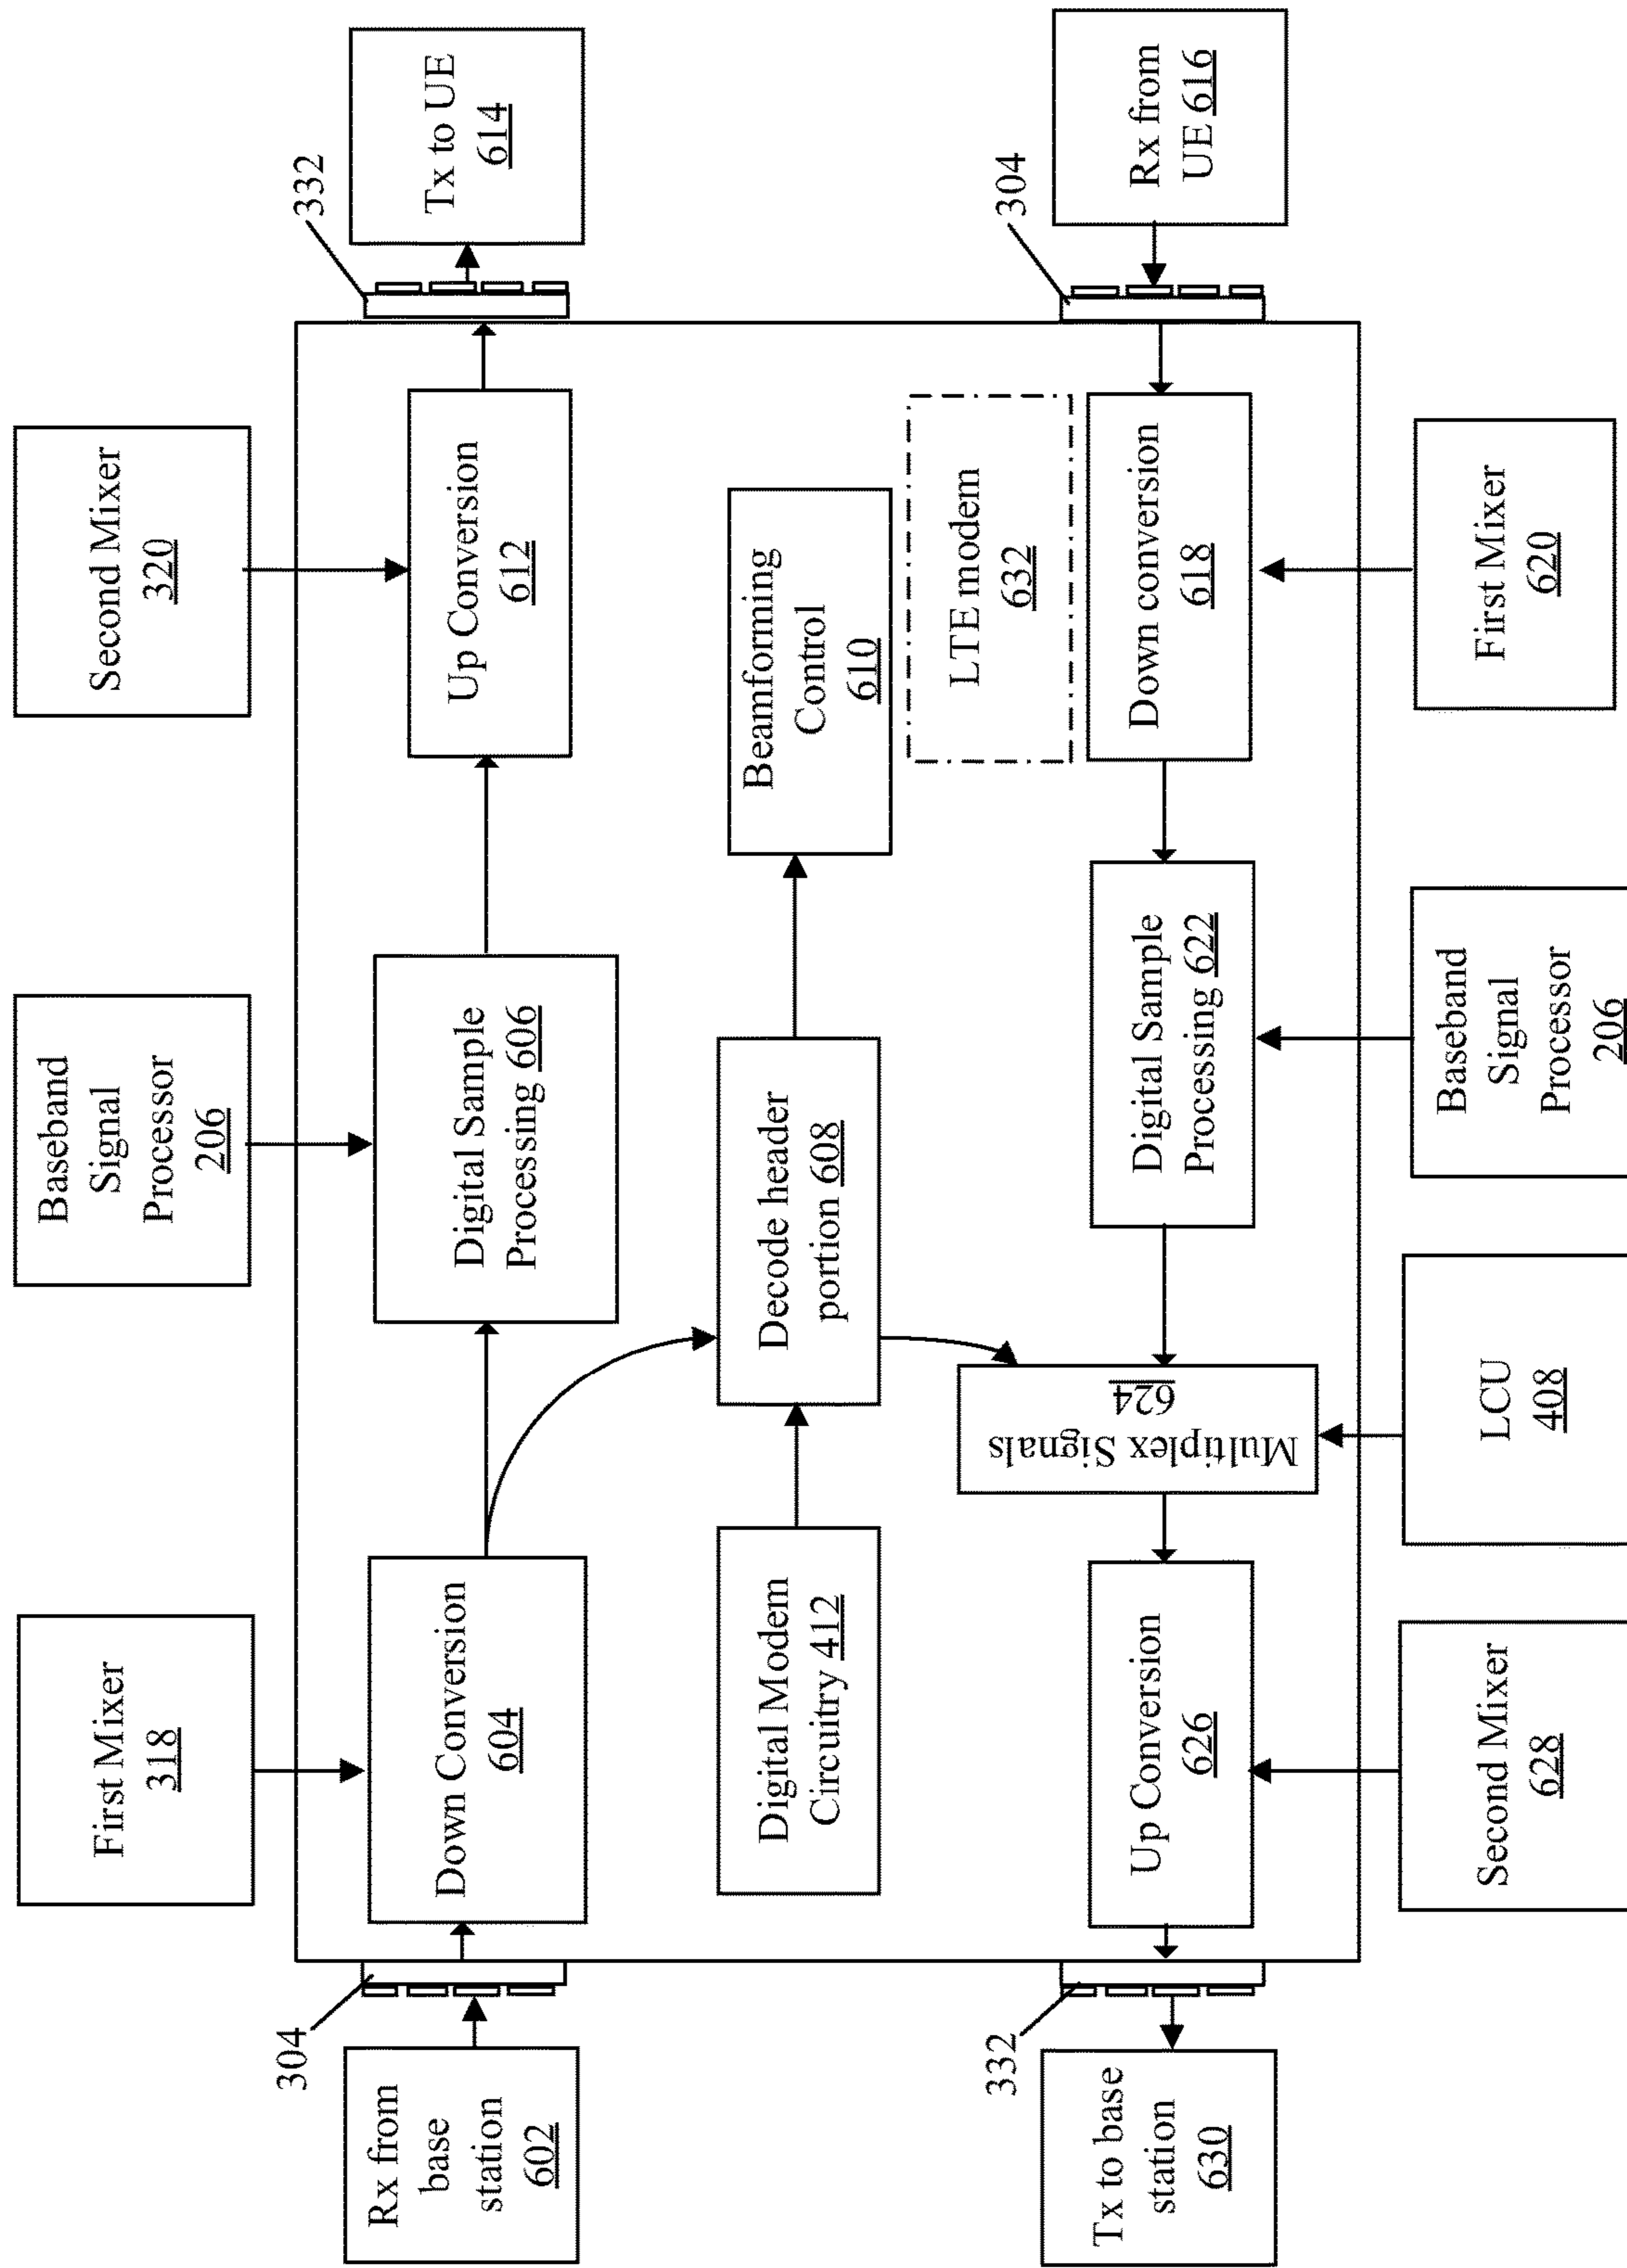 First Mixer
318
Baseband
Signal
Processor
206
Second Mixer
320
304
332
Rx from
base
station
602
Down Conversion
604
Digital Sample
Processing 606
Up Conversion
612
Tx to UE
614
Digital Modem
Circuitry 412
Decode header
portion 608
Beamforming
Control
610
LTE modem
632
332
304
Tx to base
station
630
Up Conversion
626
Multiplex Signals
624
Digital Sample
Processing 622
Down conversion
618
Rx from
UE 616
Second Mixer
628
LCU
408
Baseband
Signal
Processor
206
First Mixer
620